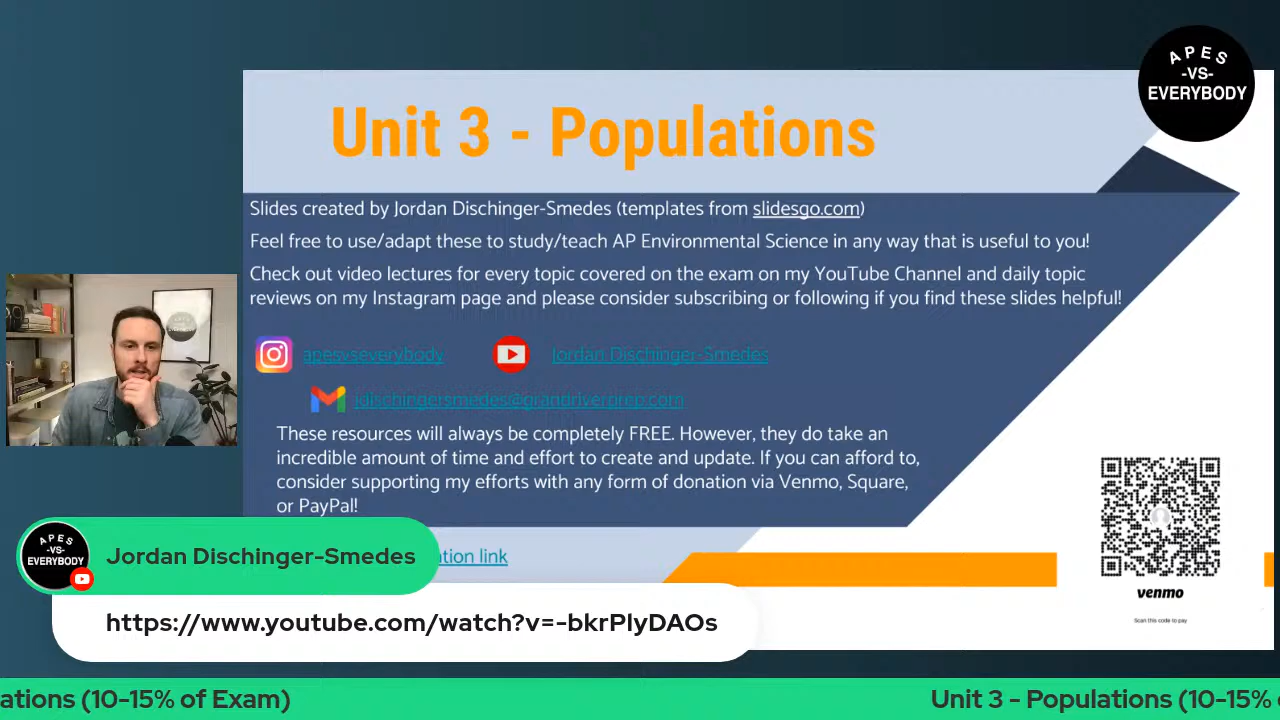 APES
-VS-
EVERYBODY
Unit 3 - Populations
Slides created by Jordan Dischinger-Smedes (templates from slidesgo.com)
Feel free to use/adapt these to study/teach AP Environmental Science in any way that is useful to you!
Check out video lectures for every topic covered on the exam on my YouTube Channel and daily topic
reviews on my Instagram page and please consider subscribing or following if you find these slides helpful!
apesvseverybody
Jordan Dischinger-Smedes
jdischingersmedes@grandriverprep.com
These resources will always be completely FREE. However, they do take an
incredible amount of time and effort to create and update. If you can afford to,
consider supporting my efforts with any form of donation via Venmo, Square,
or PayPal!
ation link
venmo
Scan this code to pay
APES
-VS-
EVERYBODY
Jordan Dischinger-Smedes
https://www.youtube.com/watch?v=-bkrPlyDAOs
ations (10-15% of Exam)
Unit 3 - Populations (10-15%